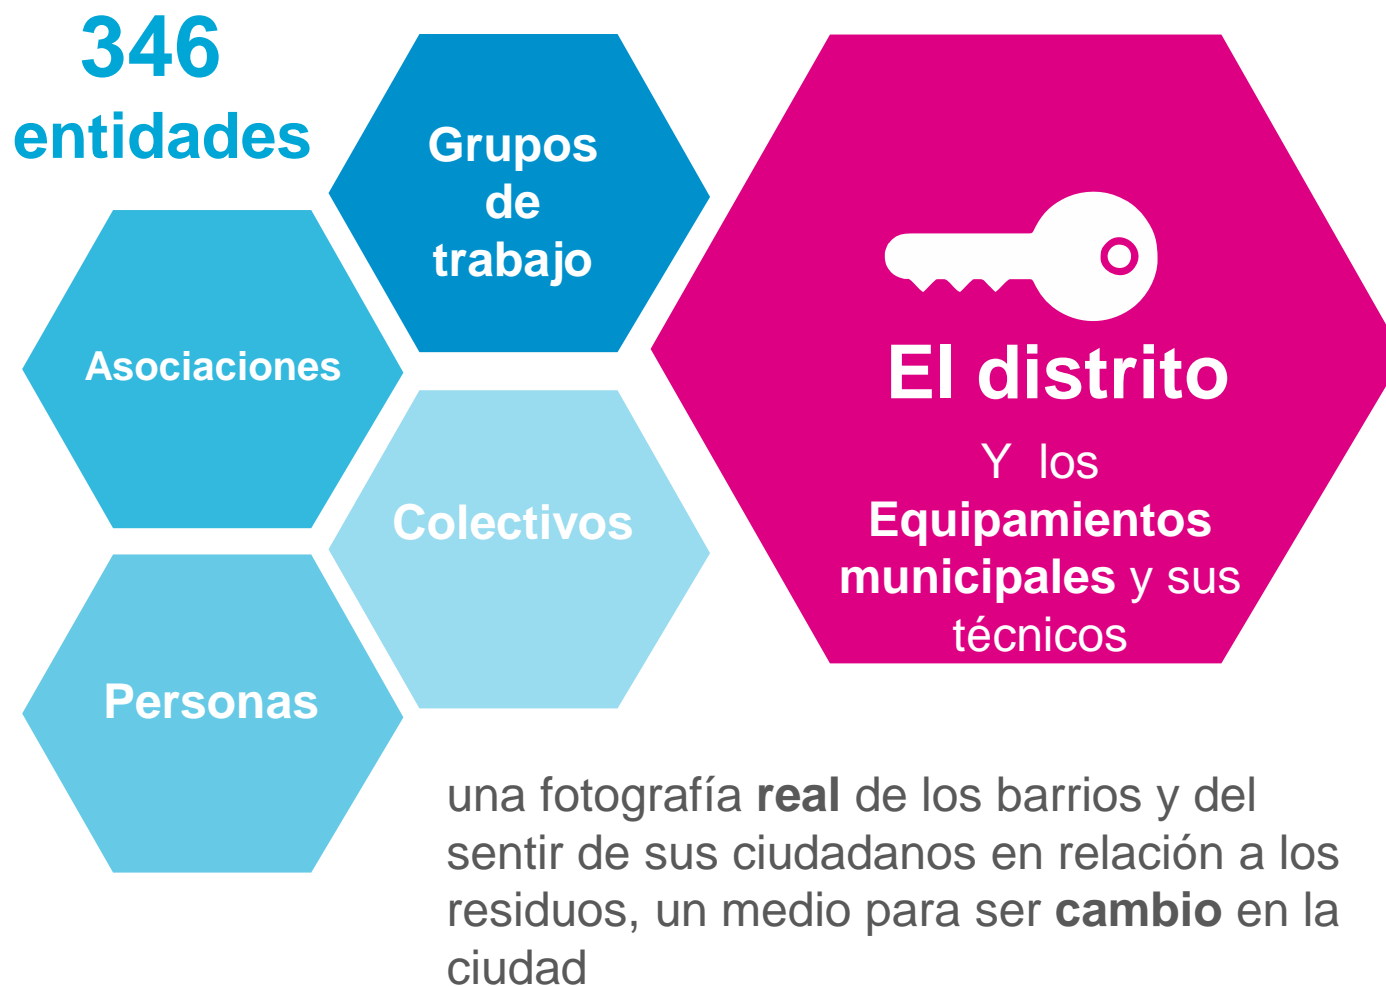 346
entidades
Grupos
de
trabajo
Asociaciones
Colectivos
Personas
El distrito
Y los
Equipamientos
municipales y sus
técnicos
una fotografía real de los barrios y del
sentir de sus ciudadanos en relación a los
residuos, un medio para ser cambio en la
ciudad